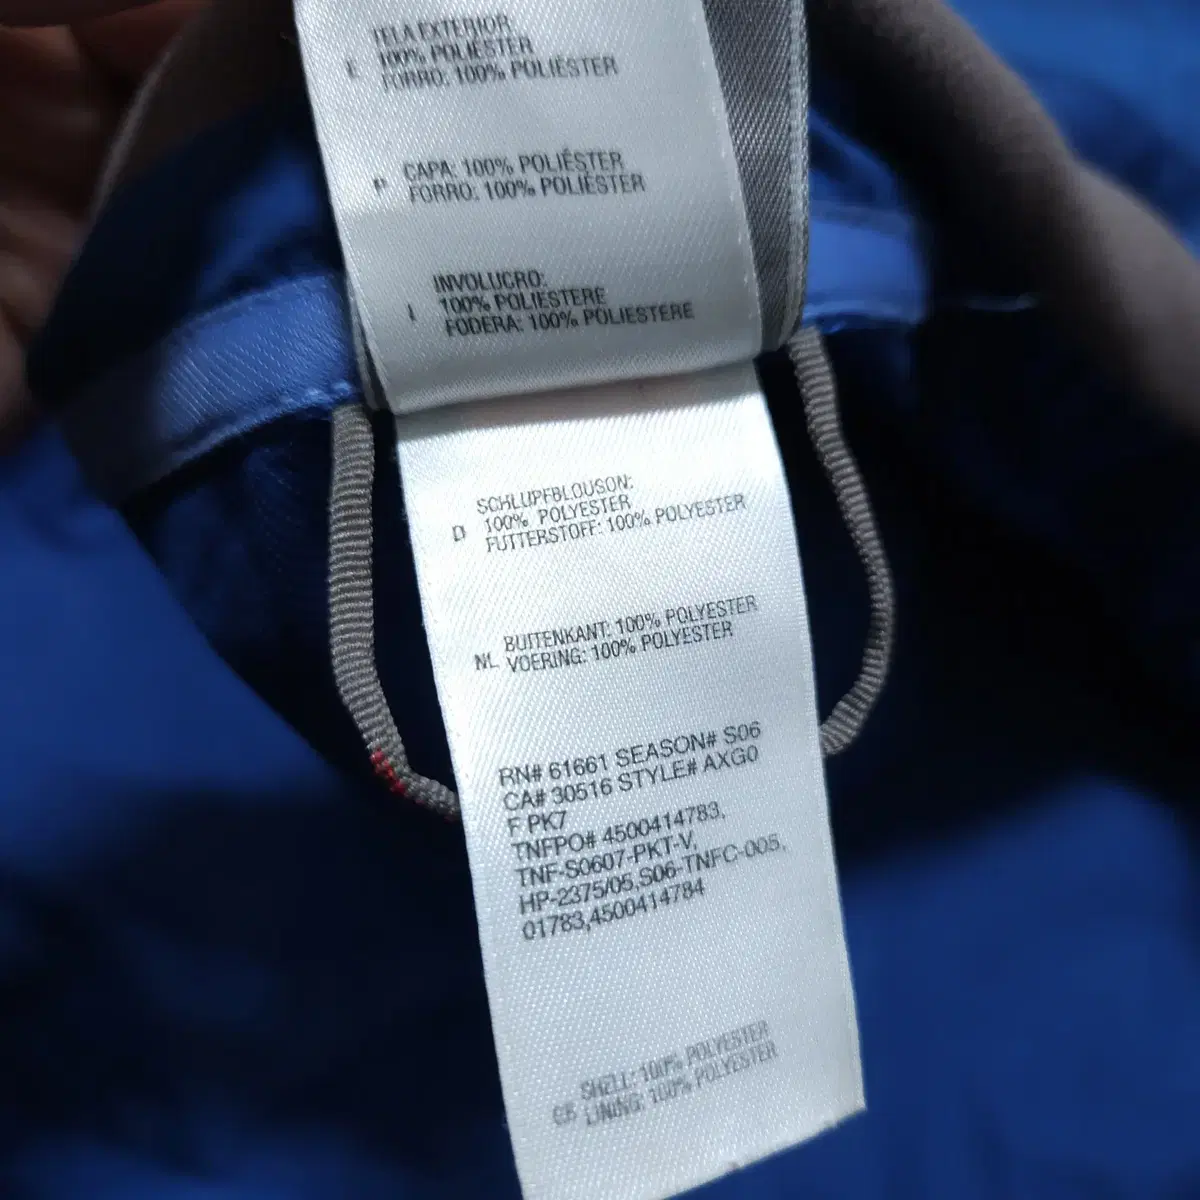 TELA EXTERIOR
100% POLIÉSTER
E FORRO: 100% POLIÉSTER
P CAPA: 100% POLIÉSTER
FORRO: 100% POLIÉSTER
INVOLUCRO:
I 100% POLIESTERE
FODERA: 100% POLIESTERE
SCHLUPFBLOUSON:
D 100% POLYESTER
FUTTERSTOFF: 100% POLYESTER
BUITENKANT: 100% POLYESTER
NL VOERING: 100% POLYESTER
RN# 61661 SEASON# S06
CA# 30516 STYLE# AXG0
F PK7
TNFPO# 4500414783,
TNF-S0607-PKT-V,
HP-2375/05,S06-TNFC-005,
01783,4500414784
SHELL: 100% POLYESTER
GB LINING: 100% POLYESTER